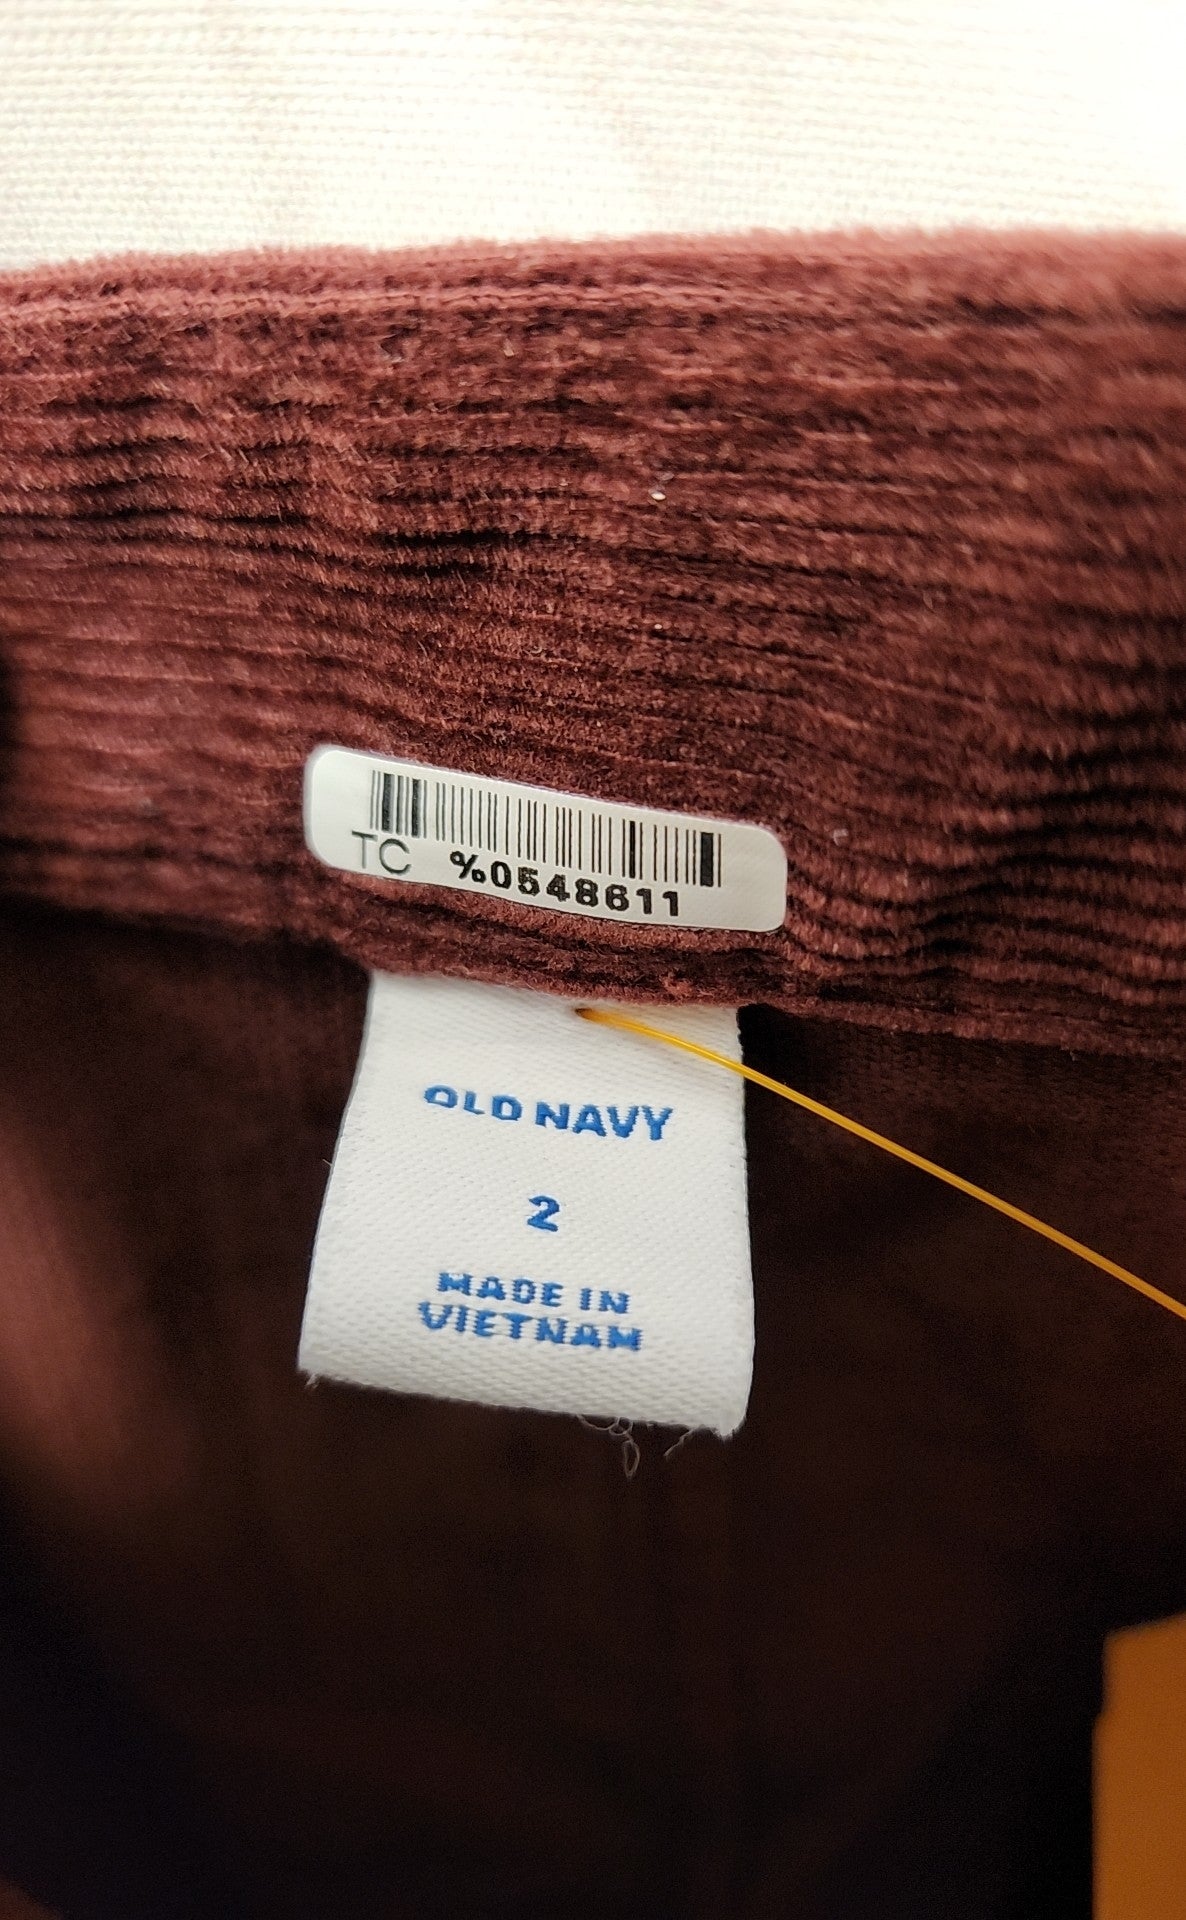 TC %0548611
OLD NAVY
2
MADE IN
VIETNAM